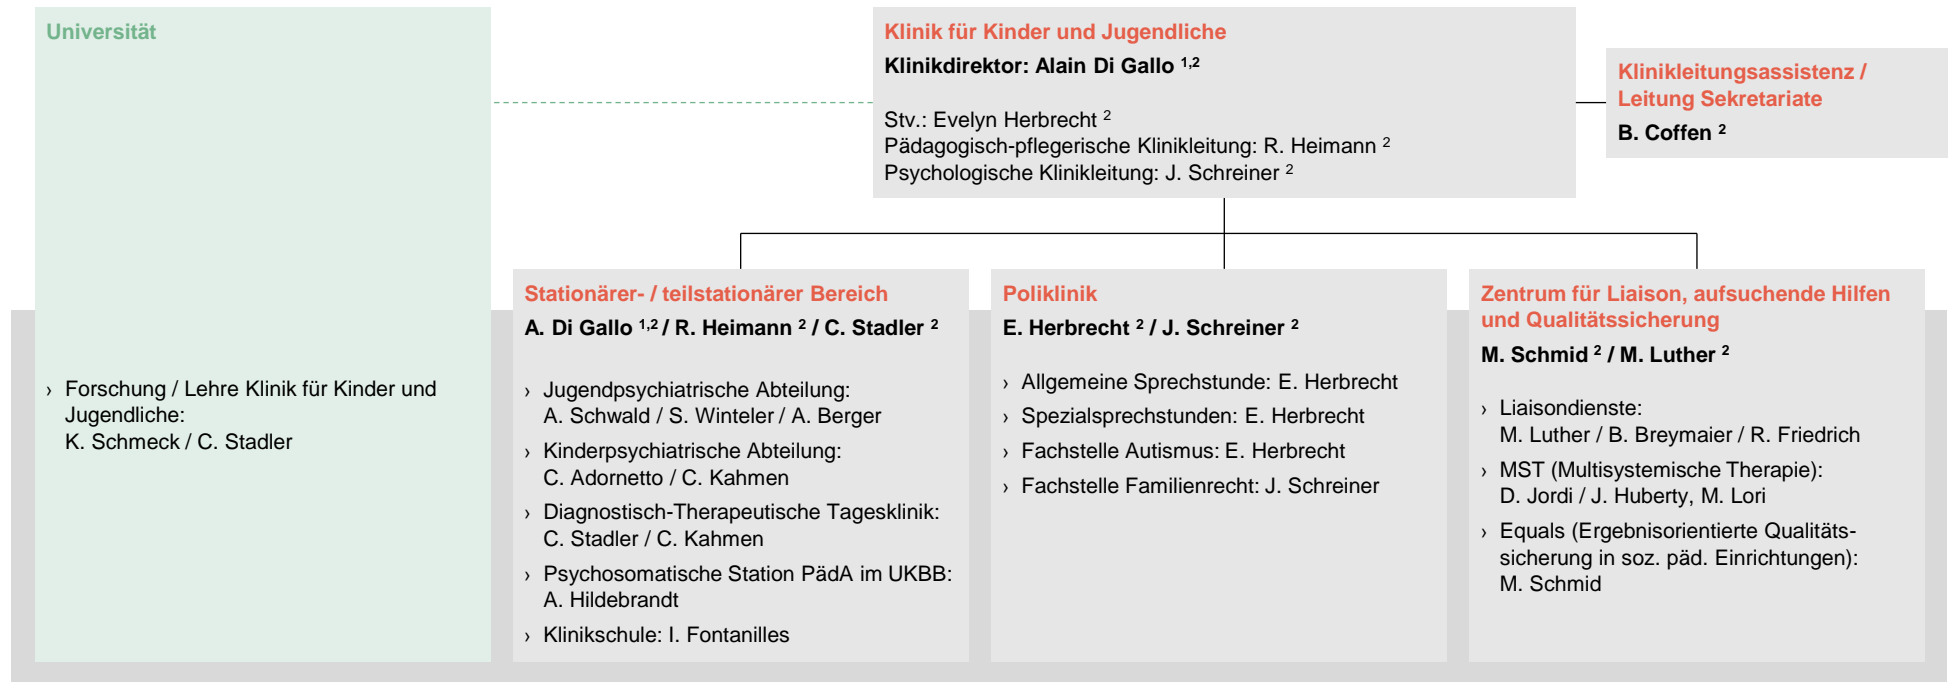 Universität
Klinik für Kinder und Jugendliche
Klinikdirektor: Alain Di Gallo 1,2
Stv.: Evelyn Herbrecht 2
Pädagogisch-pflegerische Klinikleitung: R. Heimann 2
Psychologische Klinikleitung: J. Schreiner 2
Klinikleitungsassistenz /
Leitung Sekretariate
B. Coffen 2
› Forschung / Lehre Klinik für Kinder und
Jugendliche:
K. Schmeck / C. Stadler
Stationärer- / teilstationärer Bereich
A. Di Gallo 1,2 / R. Heimann 2 / C. Stadler 2
› Jugendpsychiatrische Abteilung:
A. Schwald / S. Winteler / A. Berger
› Kinderpsychiatrische Abteilung:
C. Adornetto / C. Kahmen
› Diagnostisch-Therapeutische Tagesklinik:
C. Stadler / C. Kahmen
› Psychosomatische Station PädA im UKBB:
A. Hildebrandt
› Klinikschule: I. Fontanilles
Poliklinik
E. Herbrecht 2 / J. Schreiner 2
› Allgemeine Sprechstunde: E. Herbrecht
› Spezialsprechstunden: E. Herbrecht
› Fachstelle Autismus: E. Herbrecht
› Fachstelle Familienrecht: J. Schreiner
Zentrum für Liaison, aufsuchende Hilfen
und Qualitätssicherung
M. Schmid 2 / M. Luther 2
› Liaisondienste:
M. Luther / B. Breymaier / R. Friedrich
› MST (Multisystemische Therapie):
D. Jordi / J. Huberty, M. Lori
› Equals (Ergebnisorientierte Qualitäts-
sicherung in soz. päd. Einrichtungen):
M. Schmid